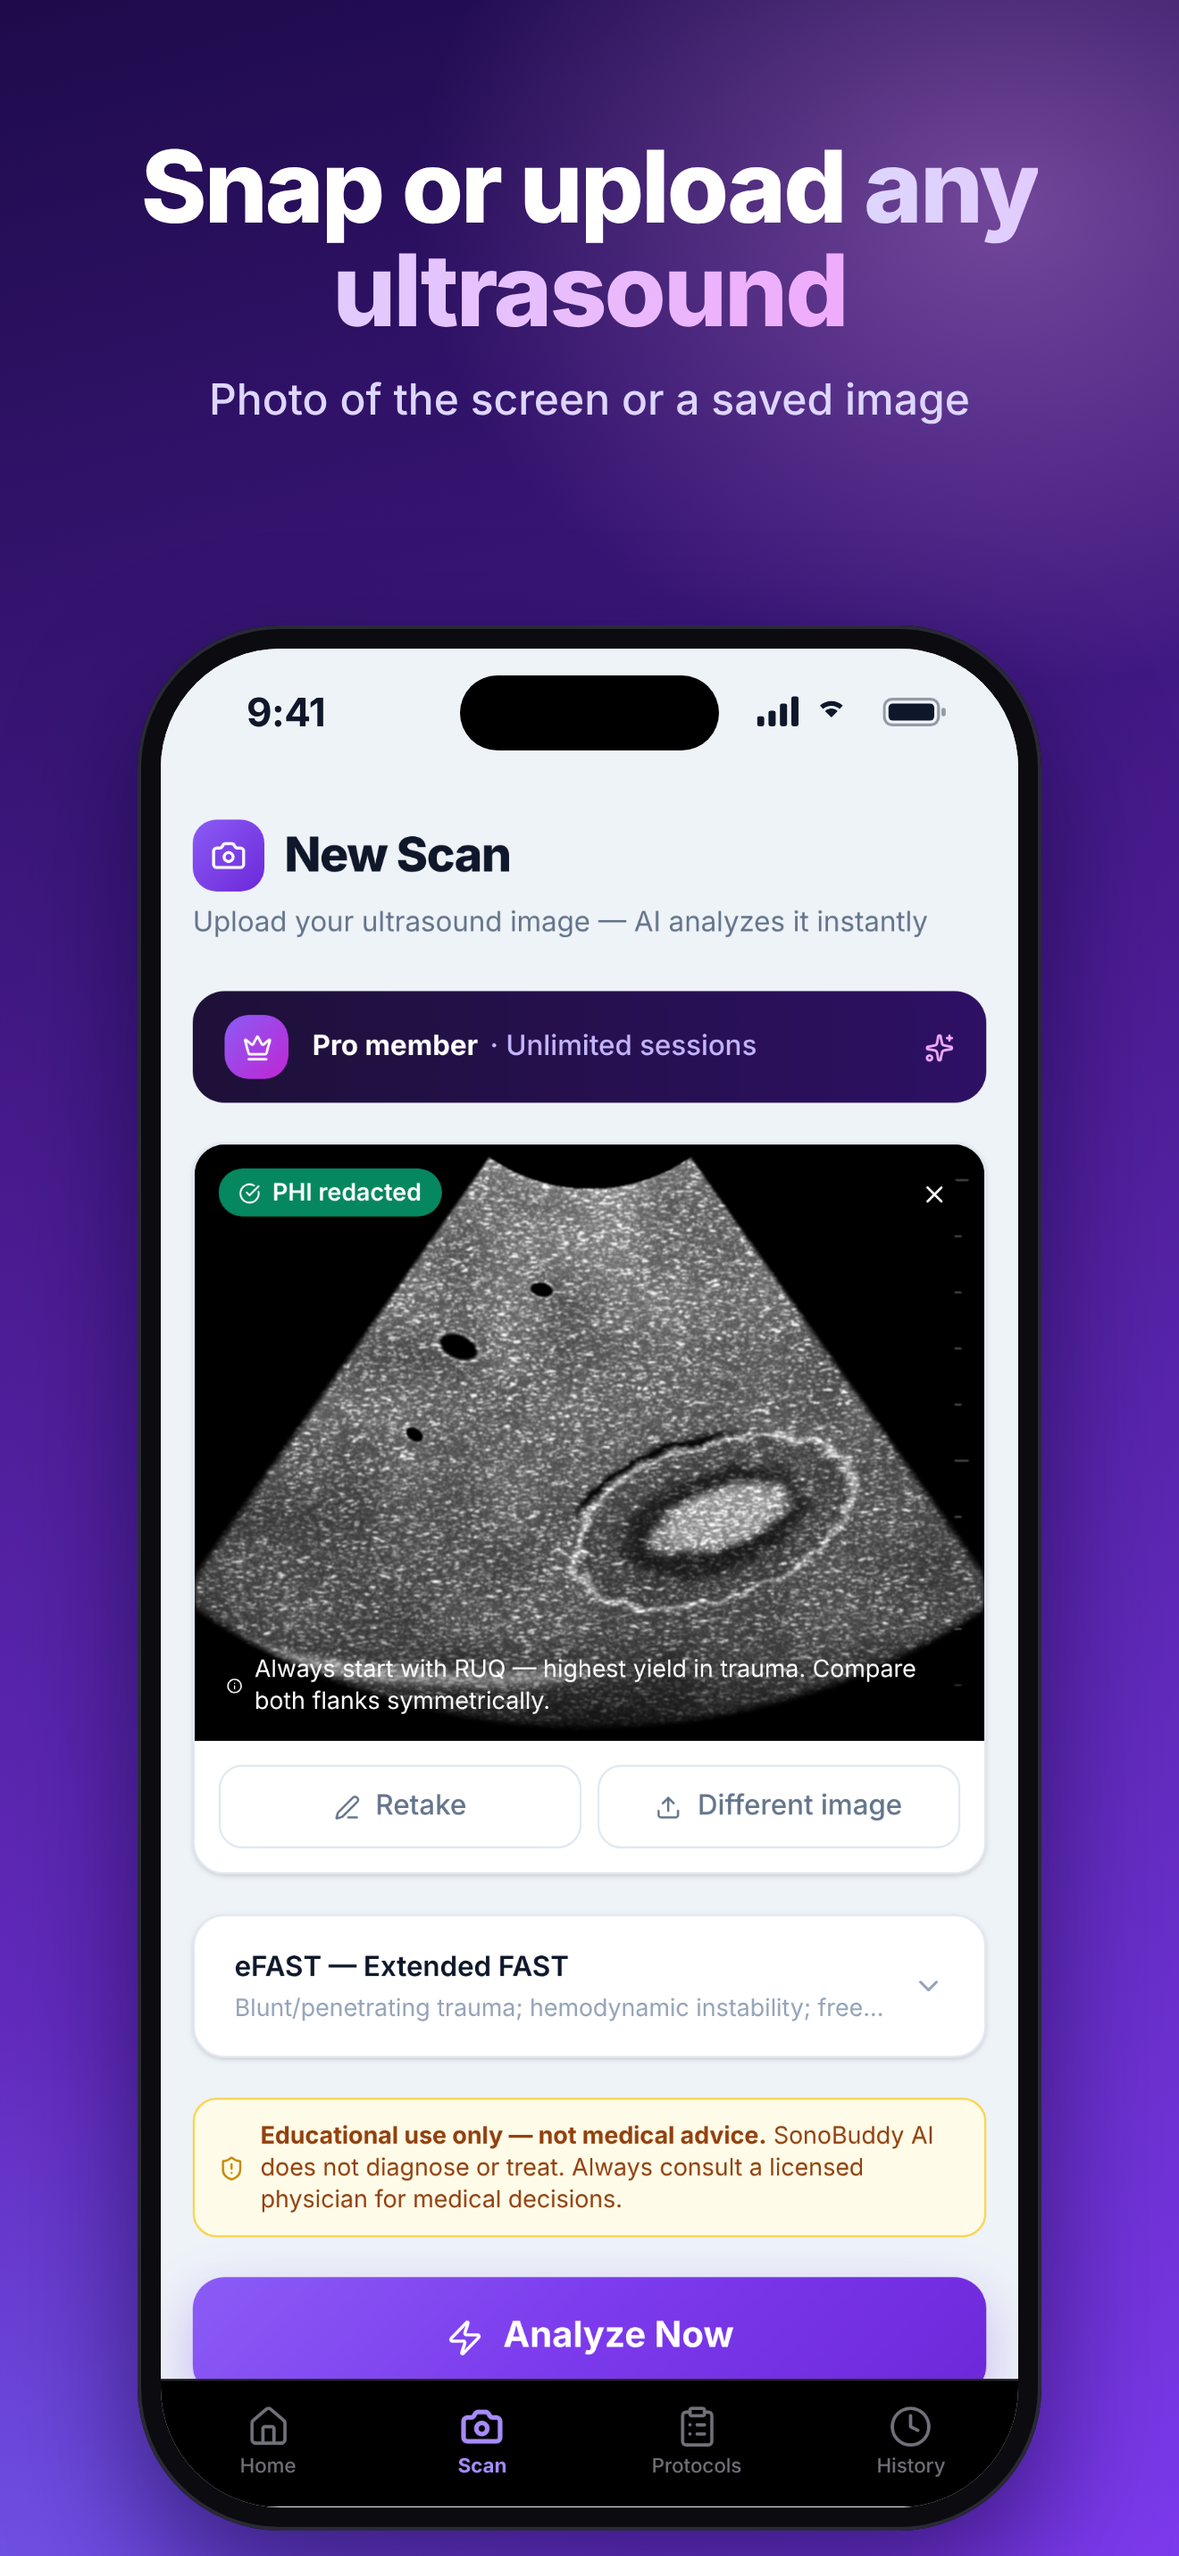 Snap or upload any
ultrasound
Photo of the screen or a saved image
9:41
New Scan
Upload your ultrasound image — AI analyzes it instantly
Pro member · Unlimited sessions
PHI redacted
Always start with RUQ — highest yield in trauma. Compare
both flanks symmetrically.
Retake
Different image
eFAST — Extended FAST
Blunt/penetrating trauma; hemodynamic instability; free...
Educational use only — not medical advice. SonoBuddy AI
does not diagnose or treat. Always consult a licensed
physician for medical decisions.
Analyze Now
Home
Scan
Protocols
History